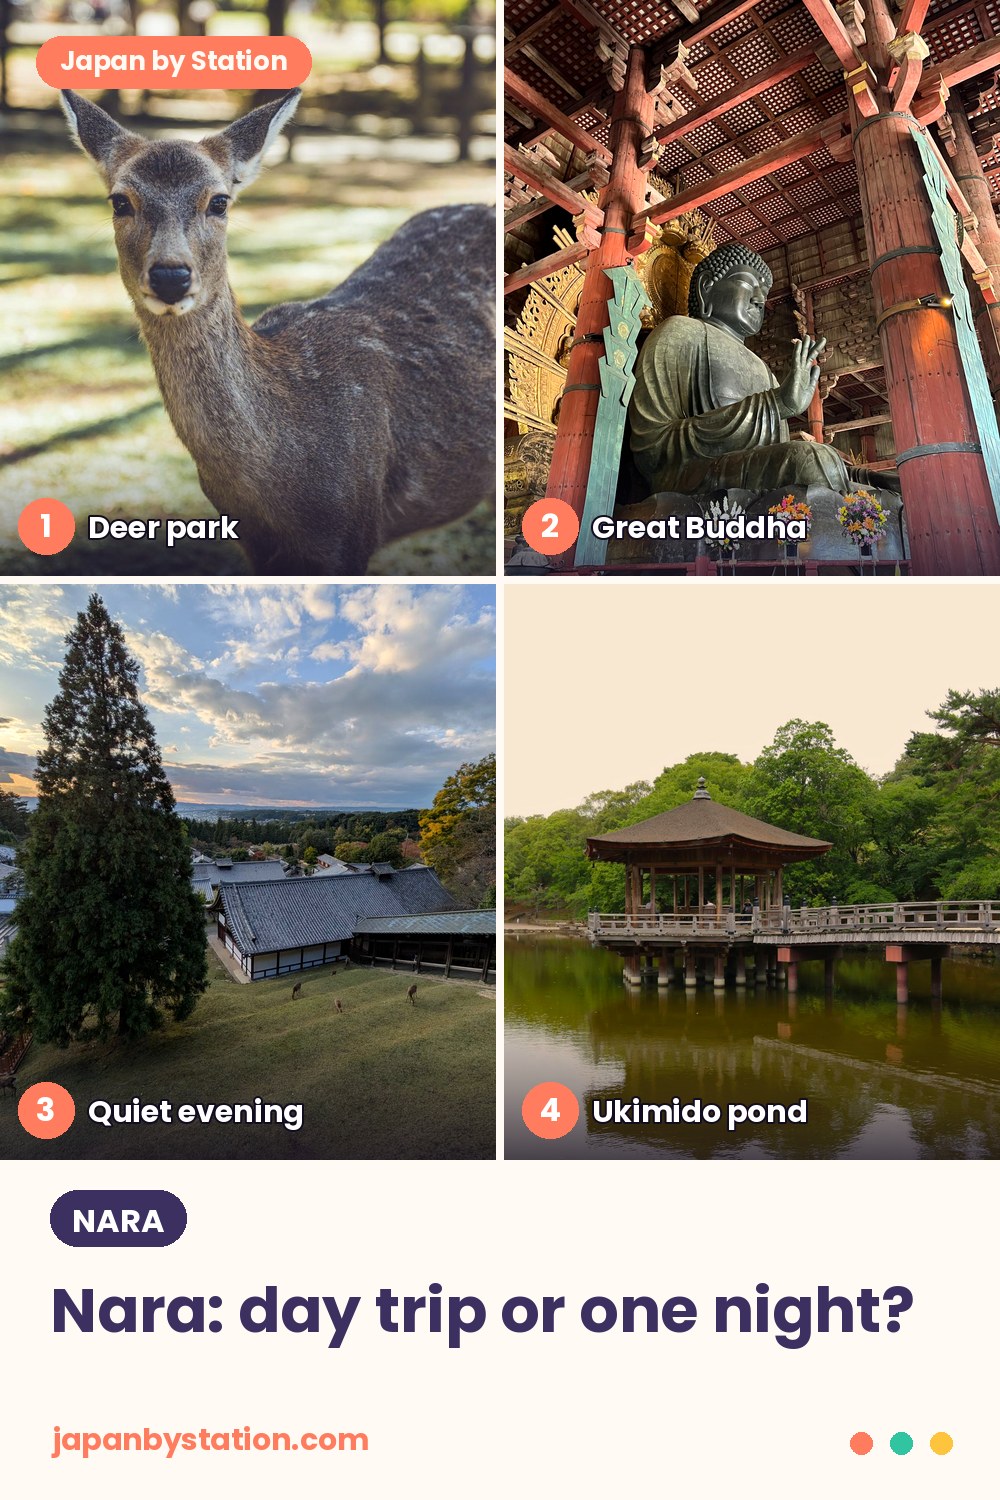 Japan by Station
1 Deer park
2 Great Buddha
3 Quiet evening
4 Ukimido pond
NARA
Nara: day trip or one night?
japanbystation.com